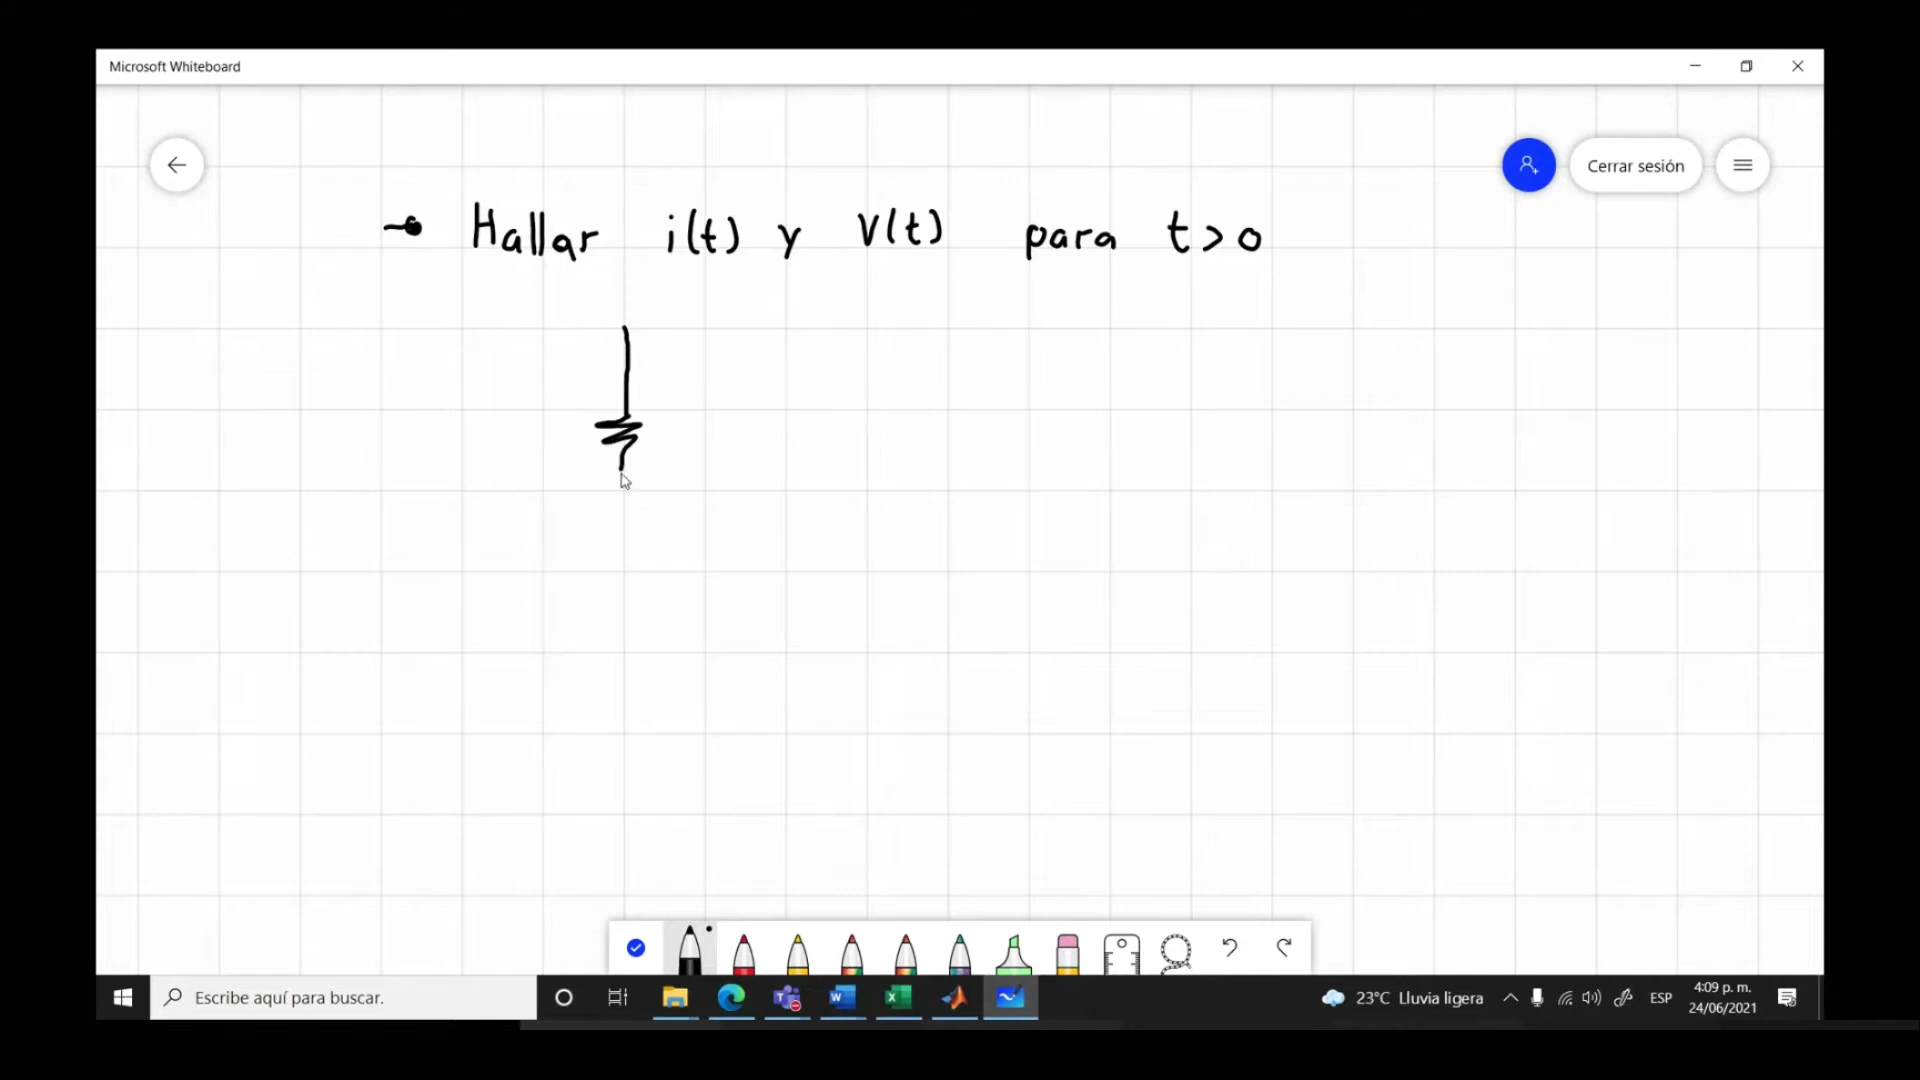 Microsoft Whiteboard
Cerrar sesión
Hallar i(t) y V(t) para t>0
Escribe aquí para buscar.
23°C Lluvia ligera
ESP
4:09 p. m.
24/06/2021